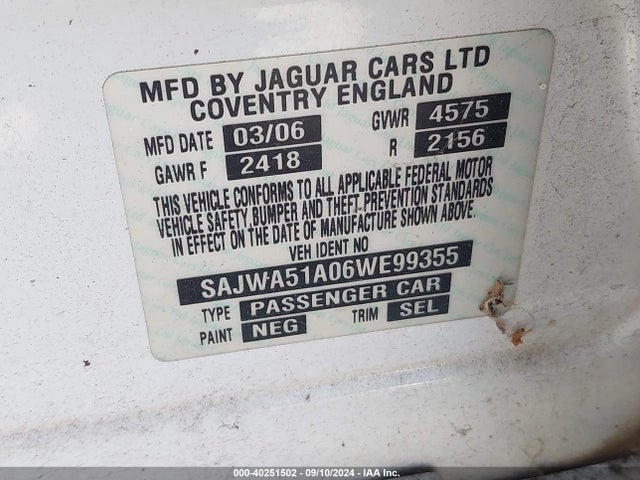 MFD BY JAGUAR CARS LTD
COVENTRY ENGLAND
MFD DATE 03/06 GVWR 4575
GAWR F 2418 R 2156
THIS VEHICLE CONFORMS TO ALL APPLICABLE FEDERAL MOTOR
VEHICLE SAFETY, BUMPER AND THEFT PREVENTION STANDARDS
IN EFFECT ON THE DATE OF MANUFACTURE SHOWN ABOVE.
VEH IDENT NO
SAJWA51A06WE99355
TYPE PASSENGER CAR
PAINT NEG TRIM SEL
000-40251502 - 09/10/2024 - IAA Inc.